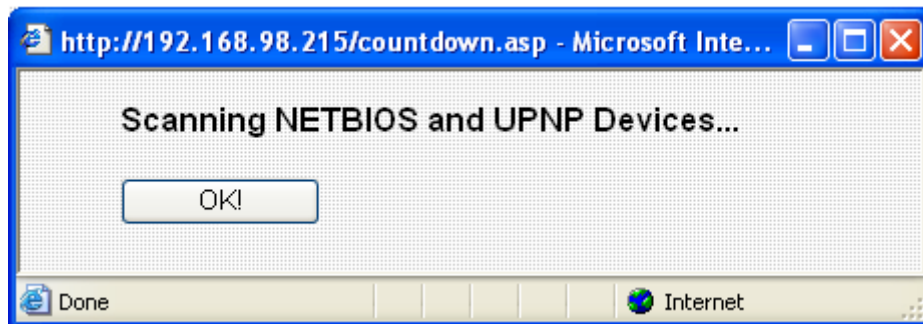 http://192.168.98.215/countdown.asp - Microsoft Inte...
Scanning NETBIOS and UPNP Devices...
OK!
Done
Internet